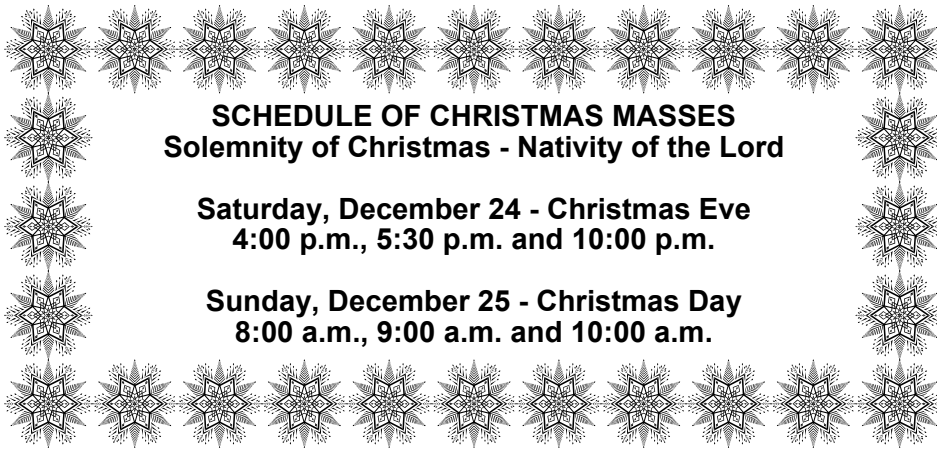 SCHEDULE OF CHRISTMAS MASSES
Solemnity of Christmas - Nativity of the Lord
Saturday, December 24 - Christmas Eve
4:00 p.m., 5:30 p.m. and 10:00 p.m.
Sunday, December 25 - Christmas Day
8:00 a.m., 9:00 a.m. and 10:00 a.m.